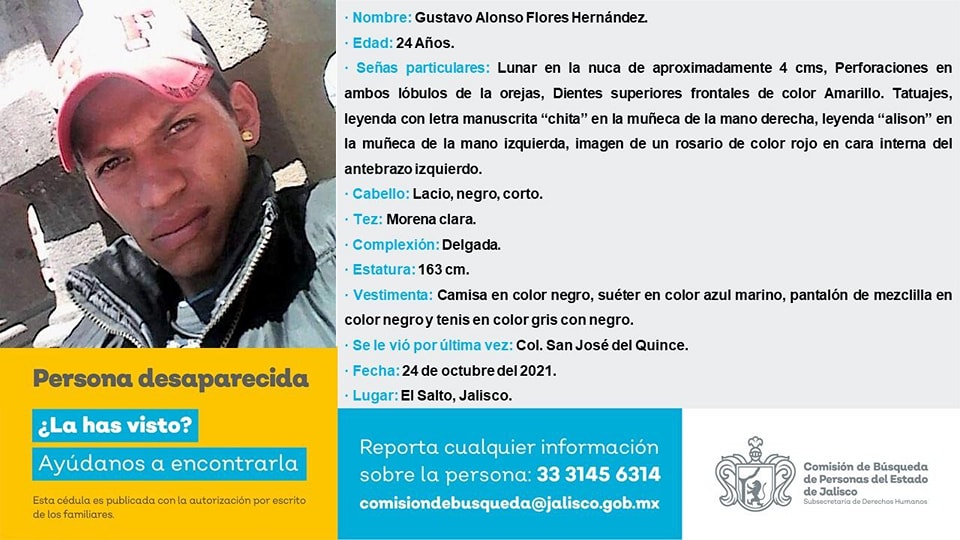 F
SAN FRANCISCO
· Nombre: Gustavo Alonso Flores Hernández.
· Edad: 24 Años.
· Señas particulares: Lunar en la nuca de aproximadamente 4 cms, Perforaciones en
ambos lóbulos de la orejas, Dientes superiores frontales de color Amarillo. Tatuajes,
leyenda con letra manuscrita “chita” en la muñeca de la mano derecha, leyenda “alison” en
la muñeca de la mano izquierda, imagen de un rosario de color rojo en cara interna del
antebrazo izquierdo.
· Cabello: Lacio, negro, corto.
· Tez: Morena clara.
· Complexión: Delgada.
· Estatura: 163 cm.
· Vestimenta: Camisa en color negro, suéter en color azul marino, pantalón de mezclilla en
color negro y tenis en color gris con negro.
· Se le vió por última vez: Col. San José del Quince.
· Fecha: 24 de octubre del 2021.
· Lugar: El Salto, Jalisco.
Persona desaparecida
¿La has visto?
Ayúdanos a encontrarla
Esta cédula es publicada con la autorización por escrito
de los familiares.
Reporta cualquier información
sobre la persona: 33 3145 6314
comisiondebusqueda@jalisco.gob.mx
Comisión de Búsqueda
de Personas del Estado
de Jalisco
Subsecretaría de Derechos Humanos